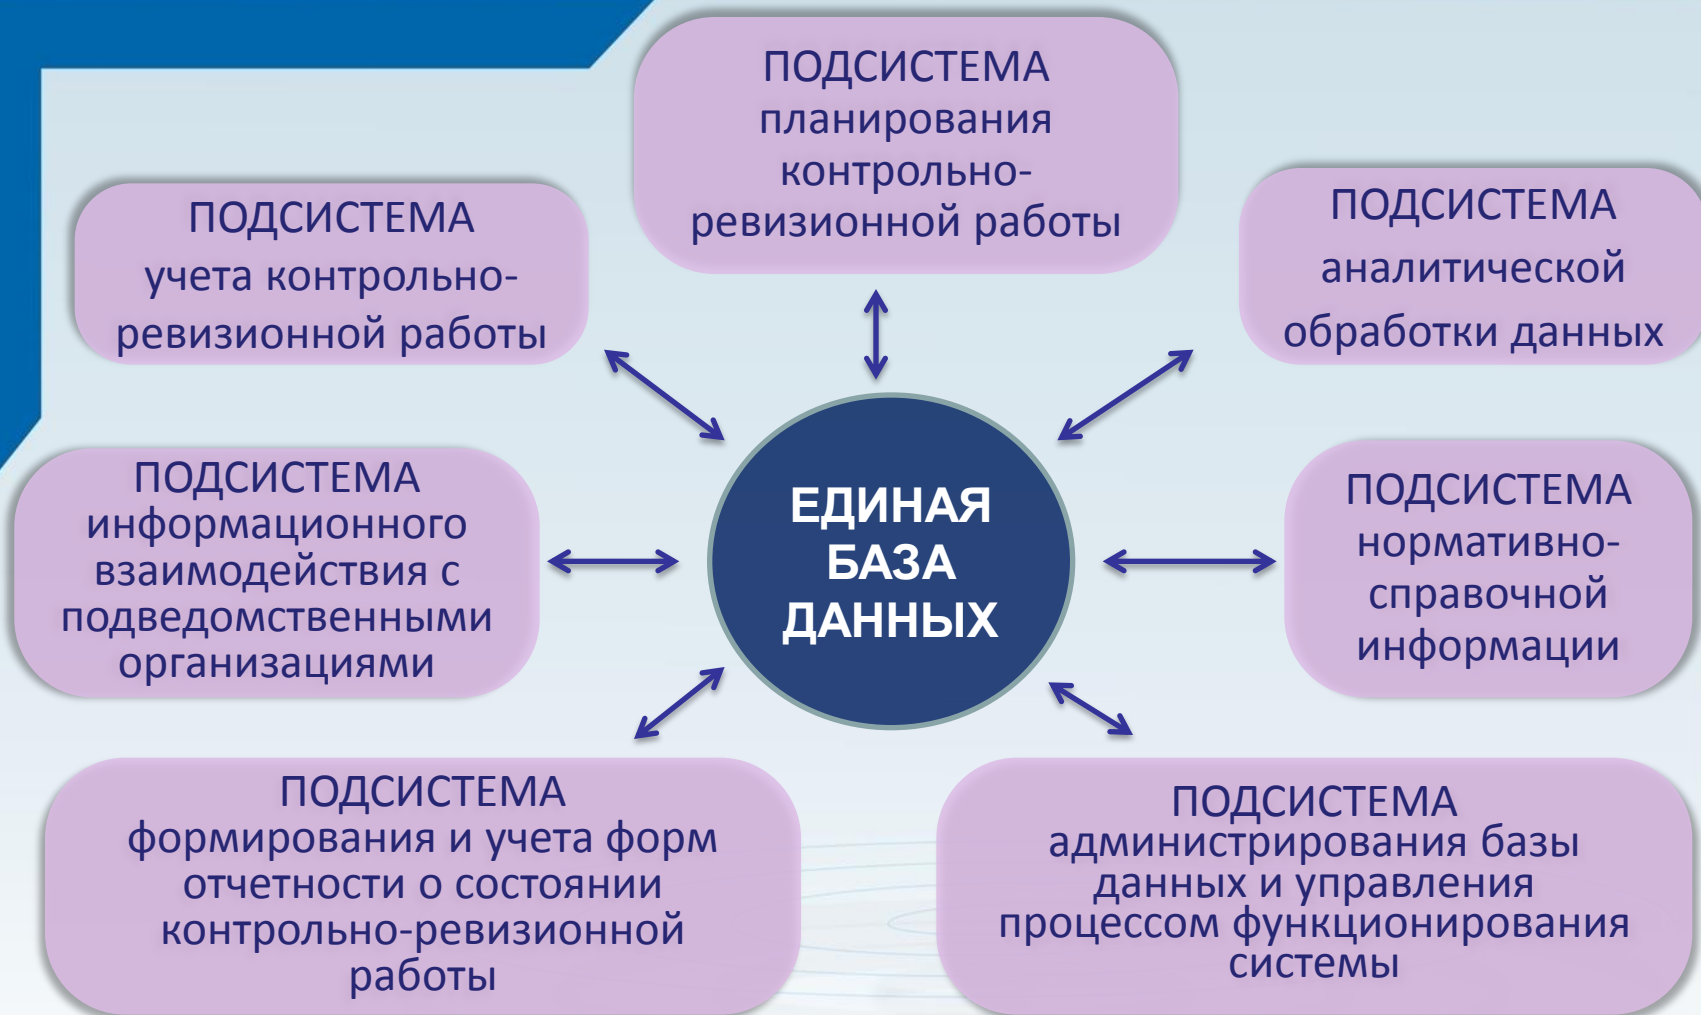 ПОДСИСТЕМА
планирования
контрольно-
ревизионной работы
ПОДСИСТЕМА
учета контрольно-
ревизионной работы
ПОДСИСТЕМА
аналитической
обработки данных
ПОДСИСТЕМА
информационного
взаимодействия с
подведомственными
организациями
ЕДИНАЯ
БАЗА
ДАННЫХ
ПОДСИСТЕМА
нормативно-
справочной
информации
ПОДСИСТЕМА
формирования и учета форм
отчетности о состоянии
контрольно-ревизионной
работы
ПОДСИСТЕМА
администрирования базы
данных и управления
процессом функционирования
системы